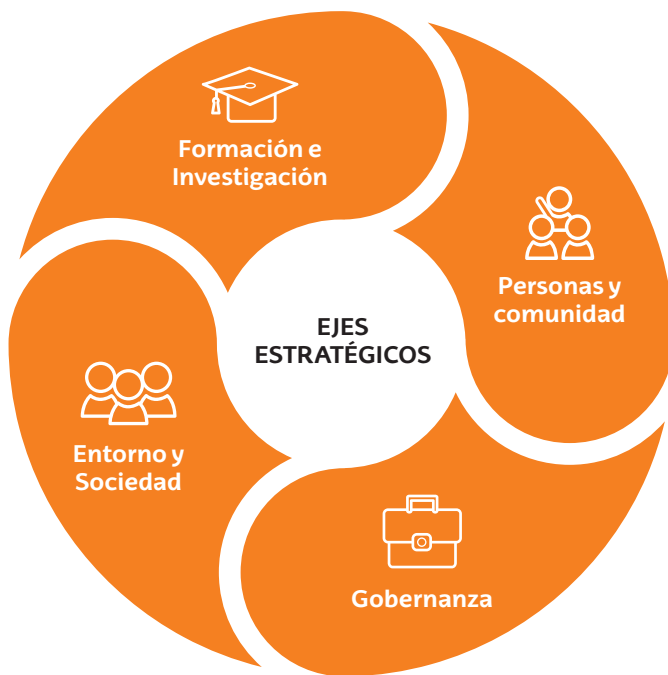 Formación e
Investigación
Personas y
comunidad
EJES
ESTRATÉGICOS
Entorno y
Sociedad
Gobernanza